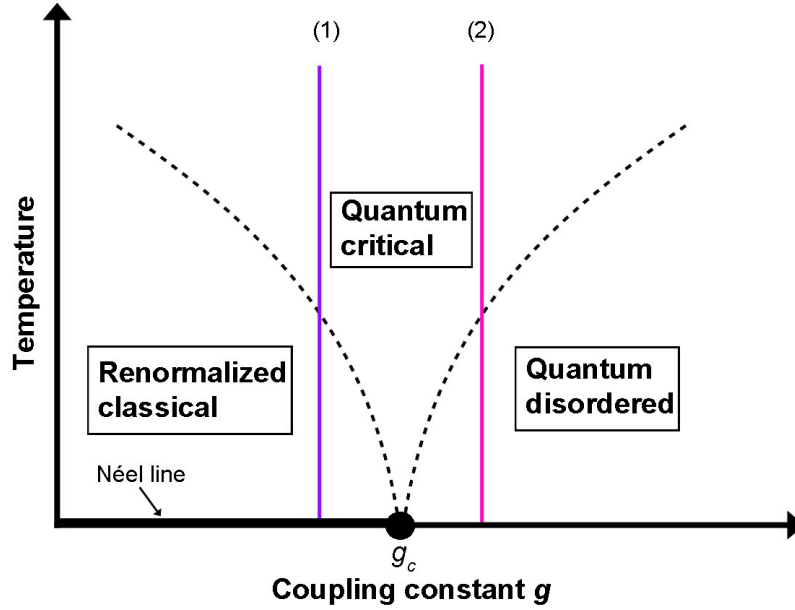 (1)
(2)
Quantum
critical
Temperature
Renormalized
classical
Quantum
disordered
Néel line
g_c
Coupling constant g